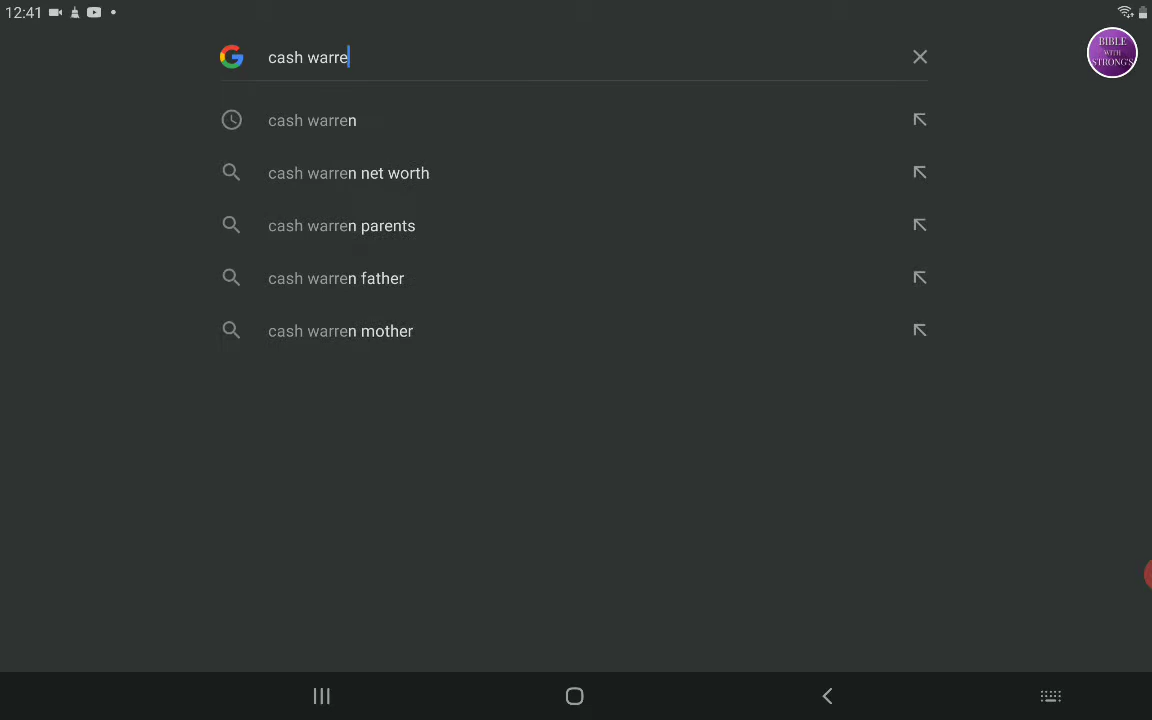 12:41
cash warre
BIBLE
WITH
STRONG'S
cash warren
cash warren net worth
cash warren parents
cash warren father
cash warren mother